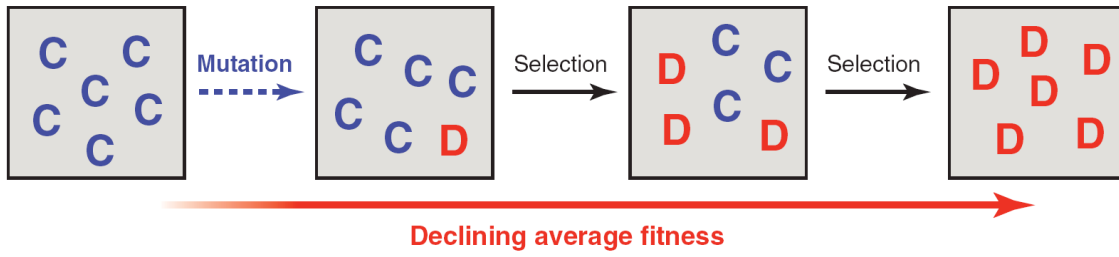 C C C C C C
Mutation
C C C C C D
Selection
C D C C D D
Selection
D D D D D D
Declining average fitness